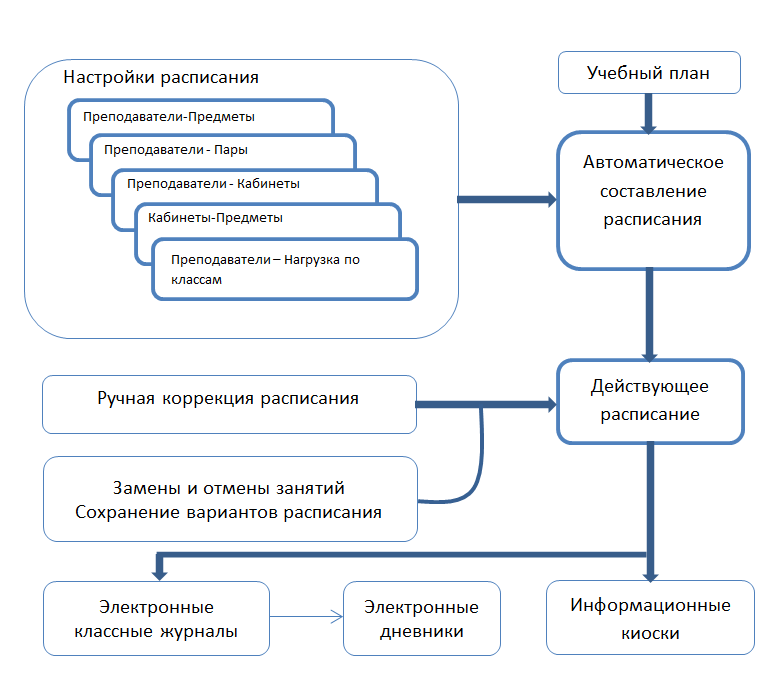 Настройки расписания
Преподаватели-Предметы
Преподаватели - Пары
Преподаватели - Кабинеты
Кабинеты-Предметы
Преподаватели – Нагрузка по
классам
Учебный план
Автоматическое
составление
расписания
Ручная коррекция расписания
Действующее
расписание
Замены и отмены занятий
Сохранение вариантов расписания
Электронные
классные журналы
Электронные
дневники
Информационные
киоски